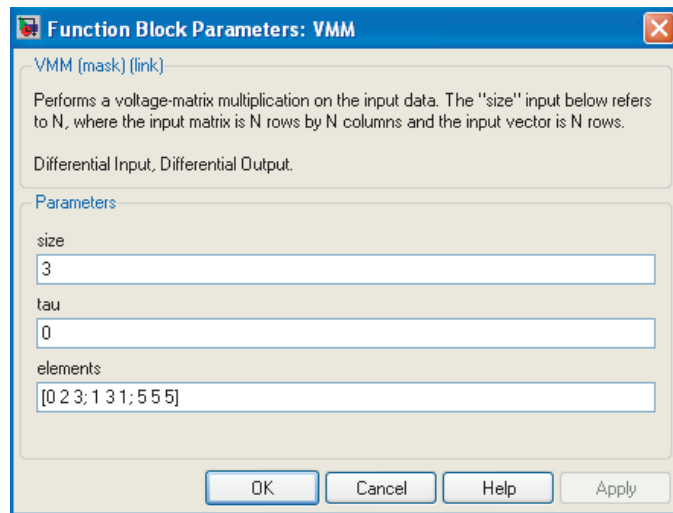 Function Block Parameters: VMM
VMM (mask) (link)
Performs a voltage-matrix multiplication on the input data. The "size" input below refers
to N, where the input matrix is N rows by N columns and the input vector is N rows.
Differential Input, Differential Output.
Parameters
size
3
tau
0
elements
[0 2 3; 1 3 1; 5 5 5]
OK Cancel Help Apply